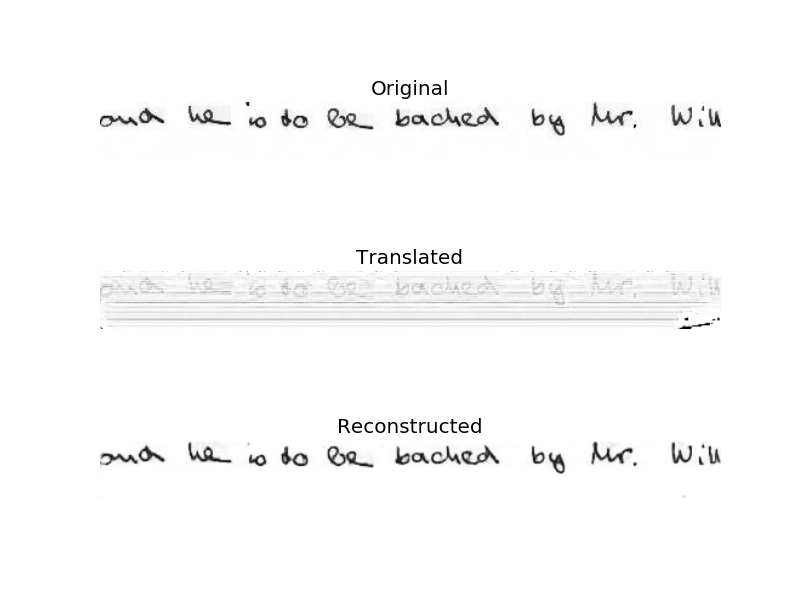 Original
and he is to be backed by Mr. Will
Translated
and he is to be backed by Mr. Will
Reconstructed
and he is to be backed by Mr. Will